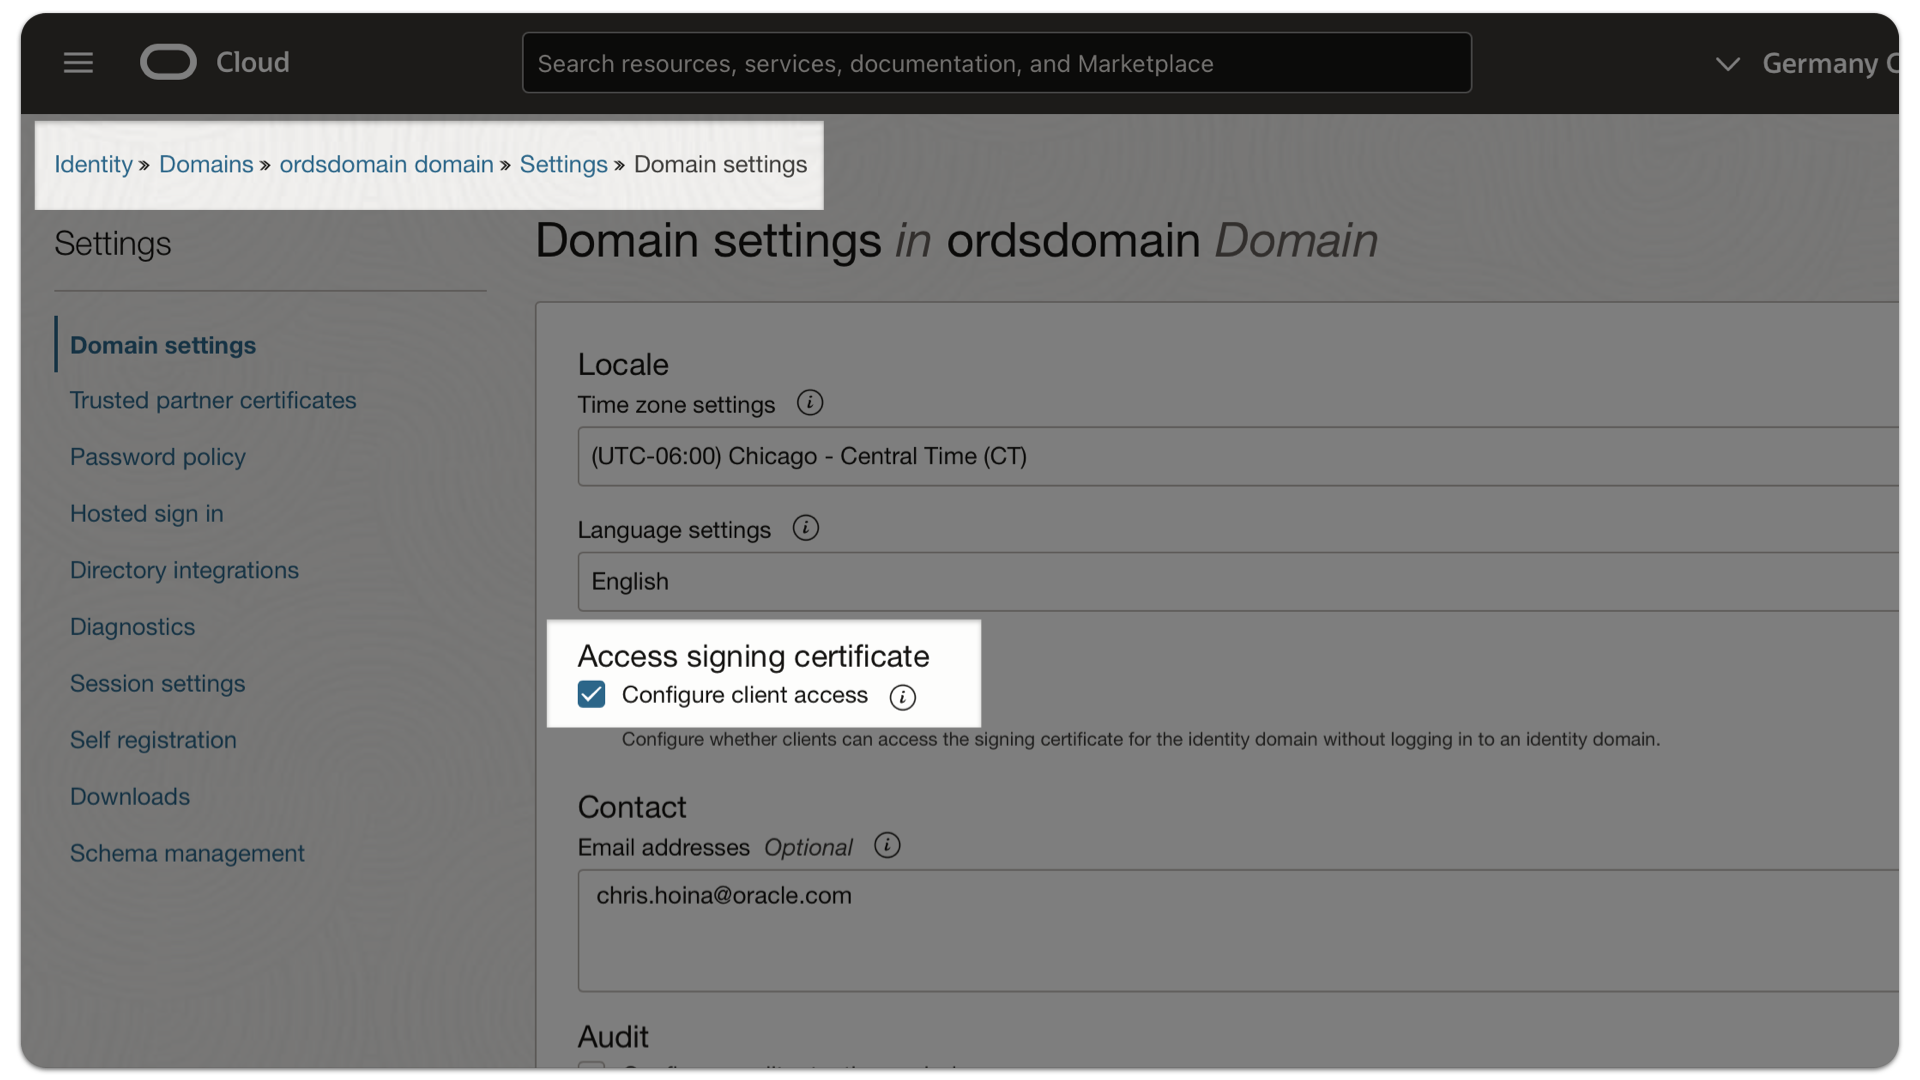 Cloud
Search resources, services, documentation, and Marketplace
Germany
Identity » Domains » ordsdomain domain » Settings » Domain settings
Settings
Domain settings
Trusted partner certificates
Password policy
Hosted sign in
Directory integrations
Diagnostics
Session settings
Self registration
Downloads
Schema management
Domain settings in ordsdomain Domain
Locale
Time zone settings
(UTC-06:00) Chicago - Central Time (CT)
Language settings
English
Access signing certificate
Configure client access
Configure whether clients can access the signing certificate for the identity domain without logging in to an identity domain.
Contact
Email addresses Optional
chris.hoina@oracle.com
Audit